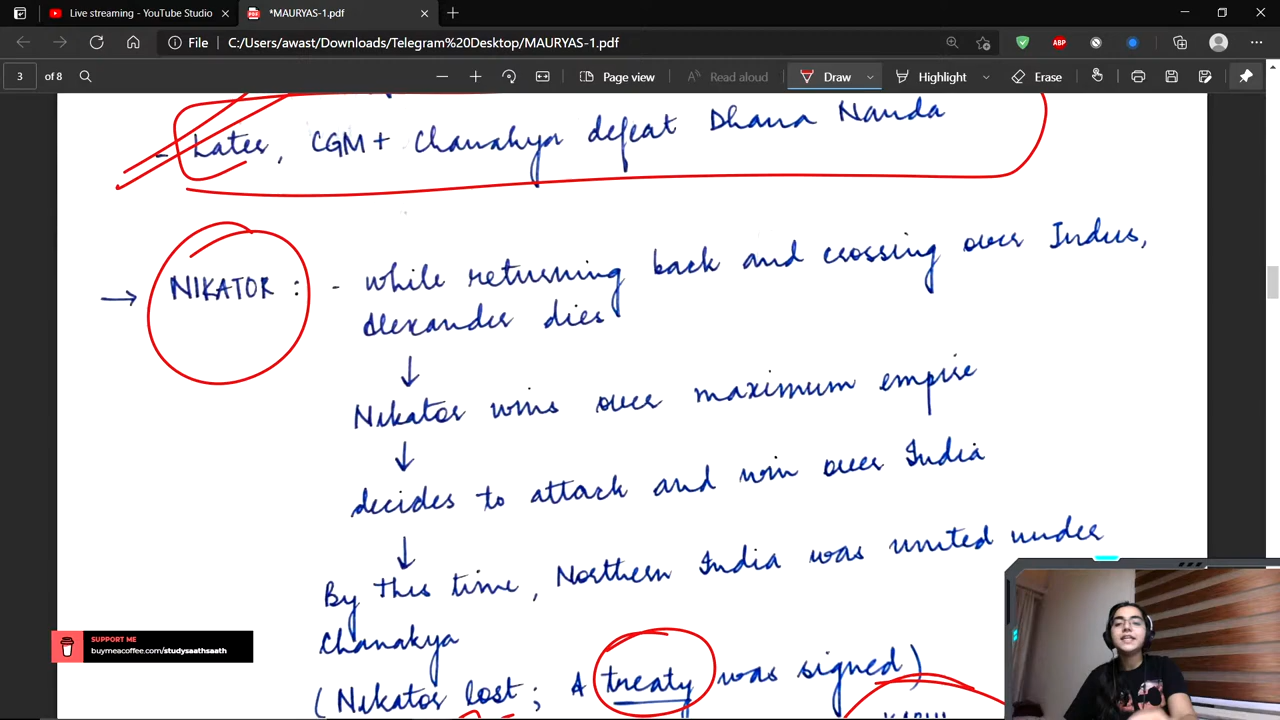 Live streaming - YouTube Studio
*MAURYAS-1.pdf
File
C:/Users/awast/Downloads/Telegram%20Desktop/MAURYAS-1.pdf
3 of 8
Page view
Read aloud
Draw
Highlight
Erase
ABP
- Later, CGM+ Chanakya defeat Dhana Nanda
→ NIKATOR : - while returning back and crossing over Indus,
Alexander dies
↓
Nikator wins over maximum empire
↓
decides to attack and win over India
↓
By this time, Northern India was united under
Chanakya
(Nikator lost; A treaty was signed)
SUPPORT ME
buymeacoffee.com/studysaathsaath